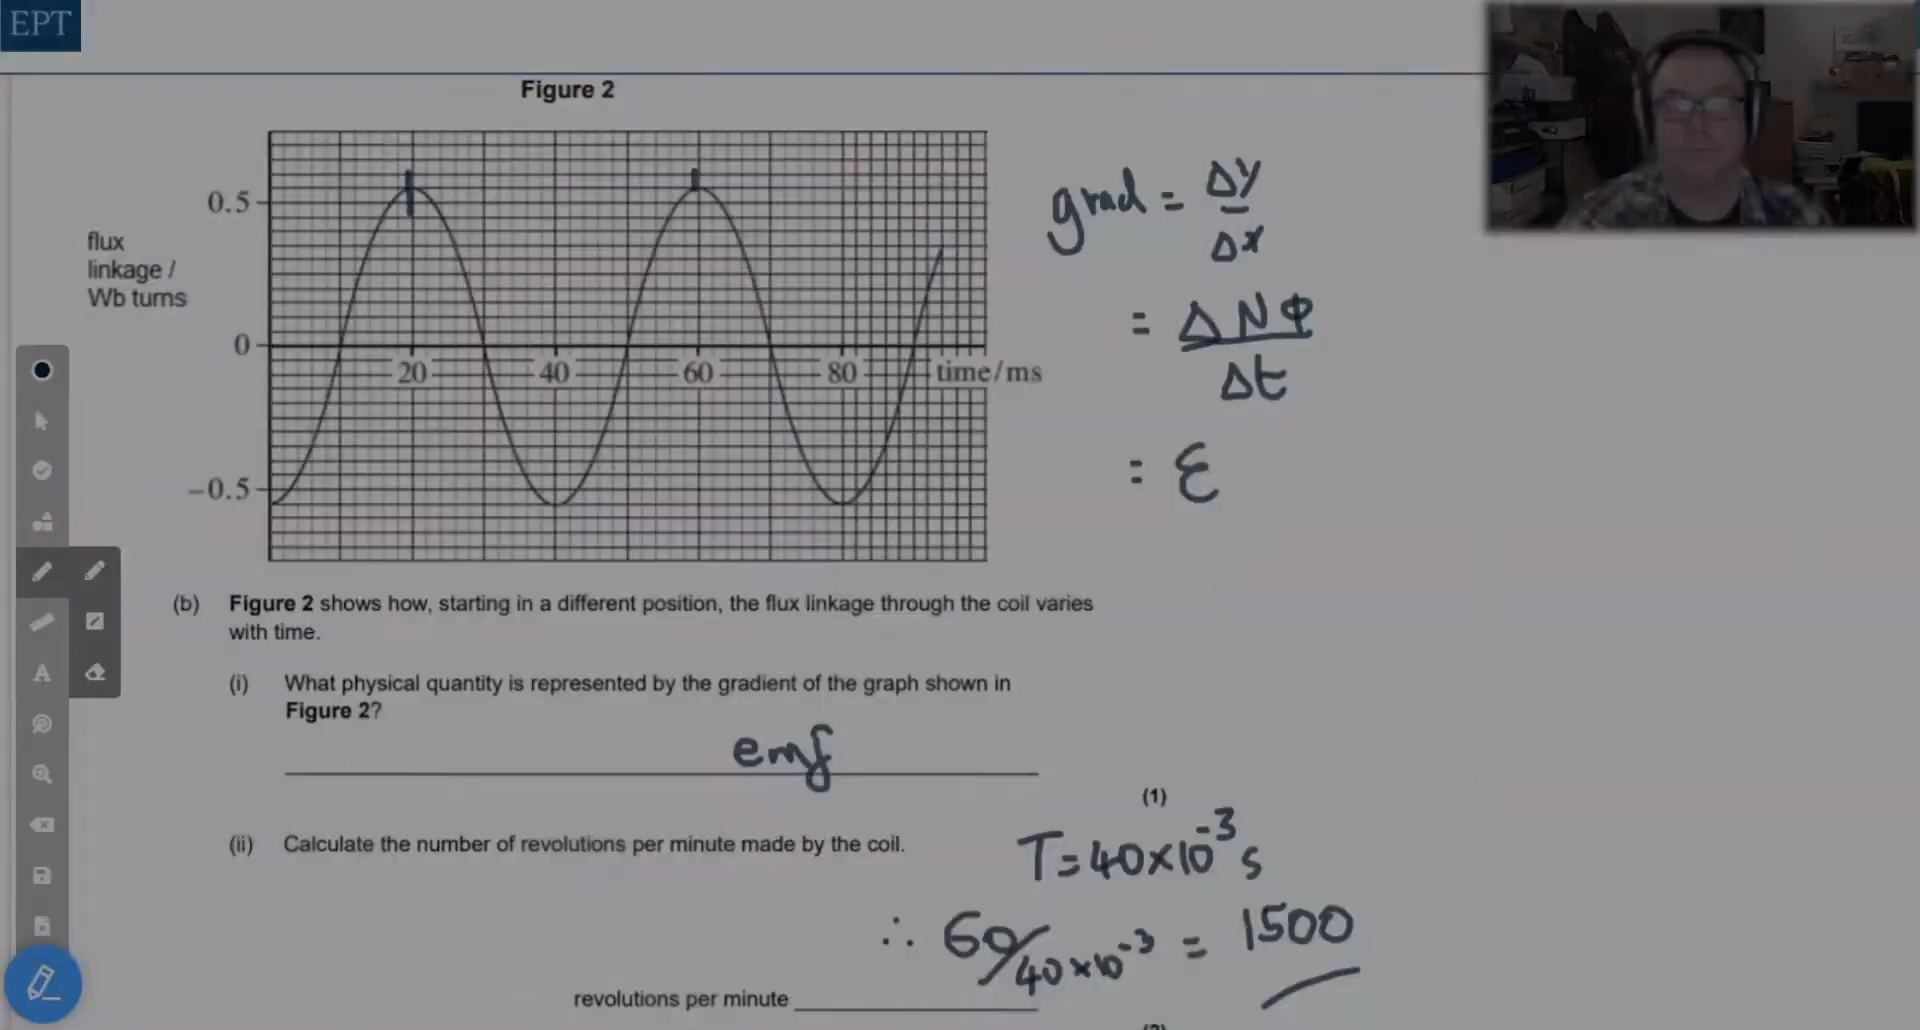 EPT
Figure 2
0.5
flux
linkage /
Wb turns
0
20 40 60 80 time/ms
−0.5
grad = Δy
Δx
= ΔNΦ
Δt
= ε
(b) Figure 2 shows how, starting in a different position, the flux linkage through the coil varies
with time.
(i) What physical quantity is represented by the gradient of the graph shown in
Figure 2?
emf
(1)
(ii) Calculate the number of revolutions per minute made by the coil.
T=40×10⁻³ s
∴ 60/40×10⁻³ = 1500
revolutions per minute
A